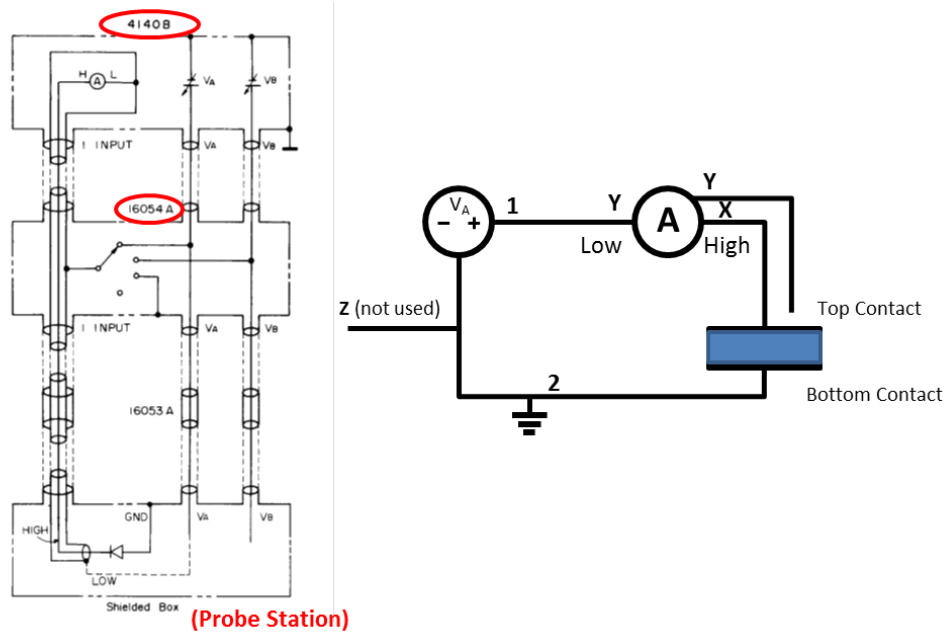 4140B
H A L
VA
VB
I INPUT
VA
VB
16054A
I INPUT
VA
VB
16053A
GND
VA
VB
HIGH
LOW
Shielded Box
(Probe Station)
Y
VA
1
Y
A
X
− +
Low
High
Z (not used)
Top Contact
2
Bottom Contact